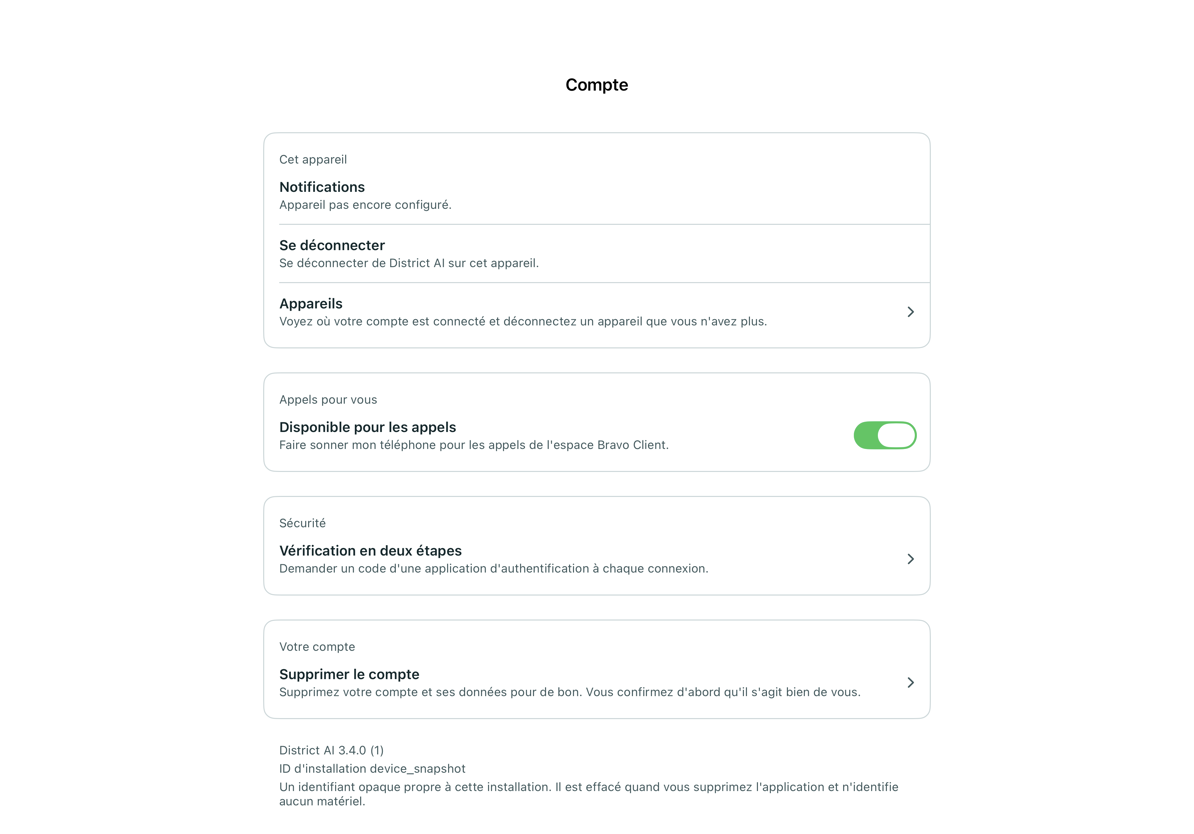 Compte
Cet appareil
Notifications
Appareil pas encore configuré.
Se déconnecter
Se déconnecter de District AI sur cet appareil.
Appareils
Voyez où votre compte est connecté et déconnectez un appareil que vous n'avez plus.
Appels pour vous
Disponible pour les appels
Faire sonner mon téléphone pour les appels de l'espace Bravo Client.
Sécurité
Vérification en deux étapes
Demander un code d'une application d'authentification à chaque connexion.
Votre compte
Supprimer le compte
Supprimez votre compte et ses données pour de bon. Vous confirmez d'abord qu'il s'agit bien de vous.
District AI 3.4.0 (1)
ID d'installation device_snapshot
Un identifiant opaque propre à cette installation. Il est effacé quand vous supprimez l'application et n'identifie
aucun matériel.